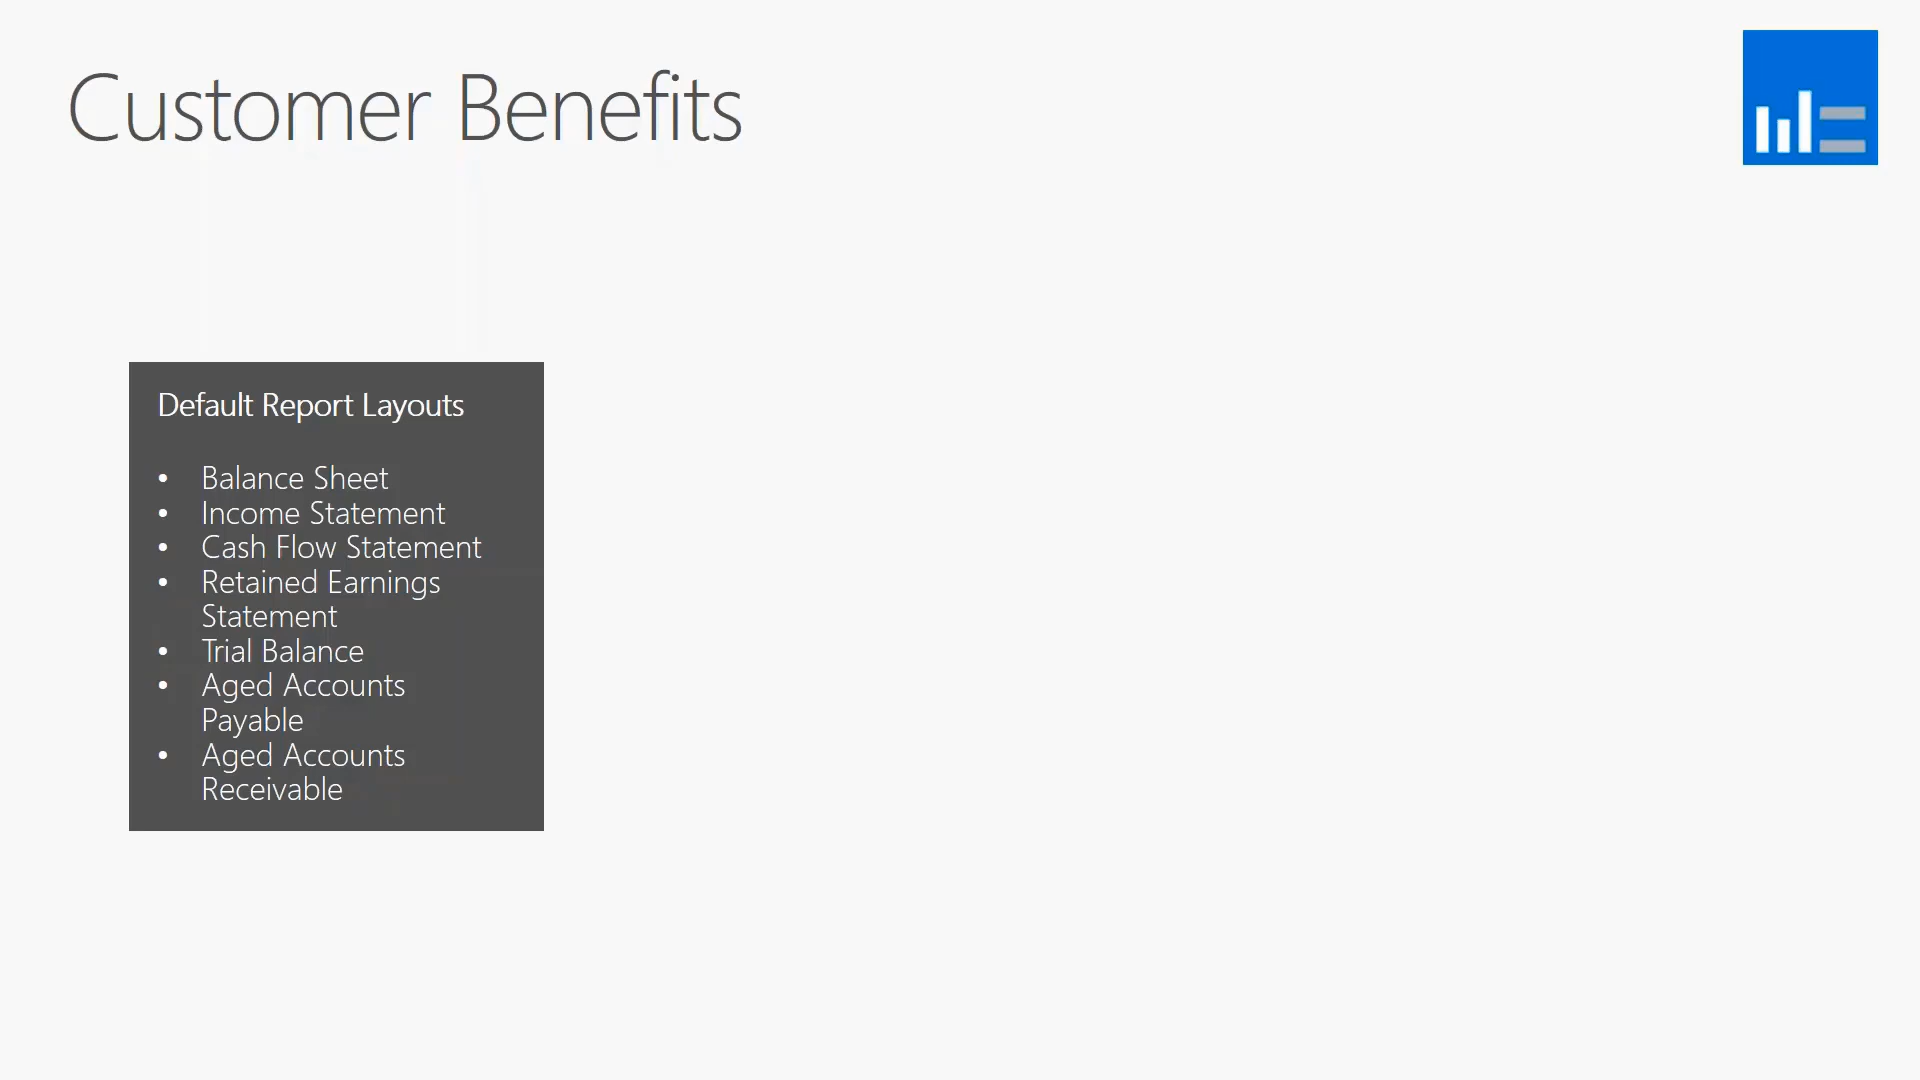 Customer Benefits
Default Report Layouts
• Balance Sheet
• Income Statement
• Cash Flow Statement
• Retained Earnings
Statement
• Trial Balance
• Aged Accounts
Payable
• Aged Accounts
Receivable